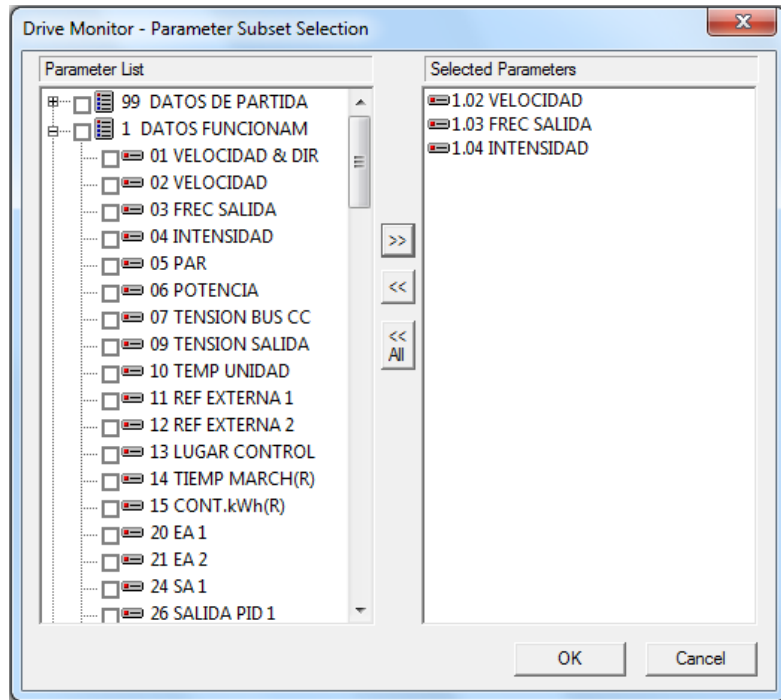 Drive Monitor - Parameter Subset Selection
Parameter List
99 DATOS DE PARTIDA
1 DATOS FUNCIONAM
01 VELOCIDAD & DIR
02 VELOCIDAD
03 FREC SALIDA
04 INTENSIDAD
05 PAR
06 POTENCIA
07 TENSION BUS CC
09 TENSION SALIDA
10 TEMP UNIDAD
11 REF EXTERNA 1
12 REF EXTERNA 2
13 LUGAR CONTROL
14 TIEMP MARCH(R)
15 CONT.kWh(R)
20 EA 1
21 EA 2
24 SA 1
26 SALIDA PID 1
>>
<<
<<
All
Selected Parameters
1.02 VELOCIDAD
1.03 FREC SALIDA
1.04 INTENSIDAD
OK
Cancel